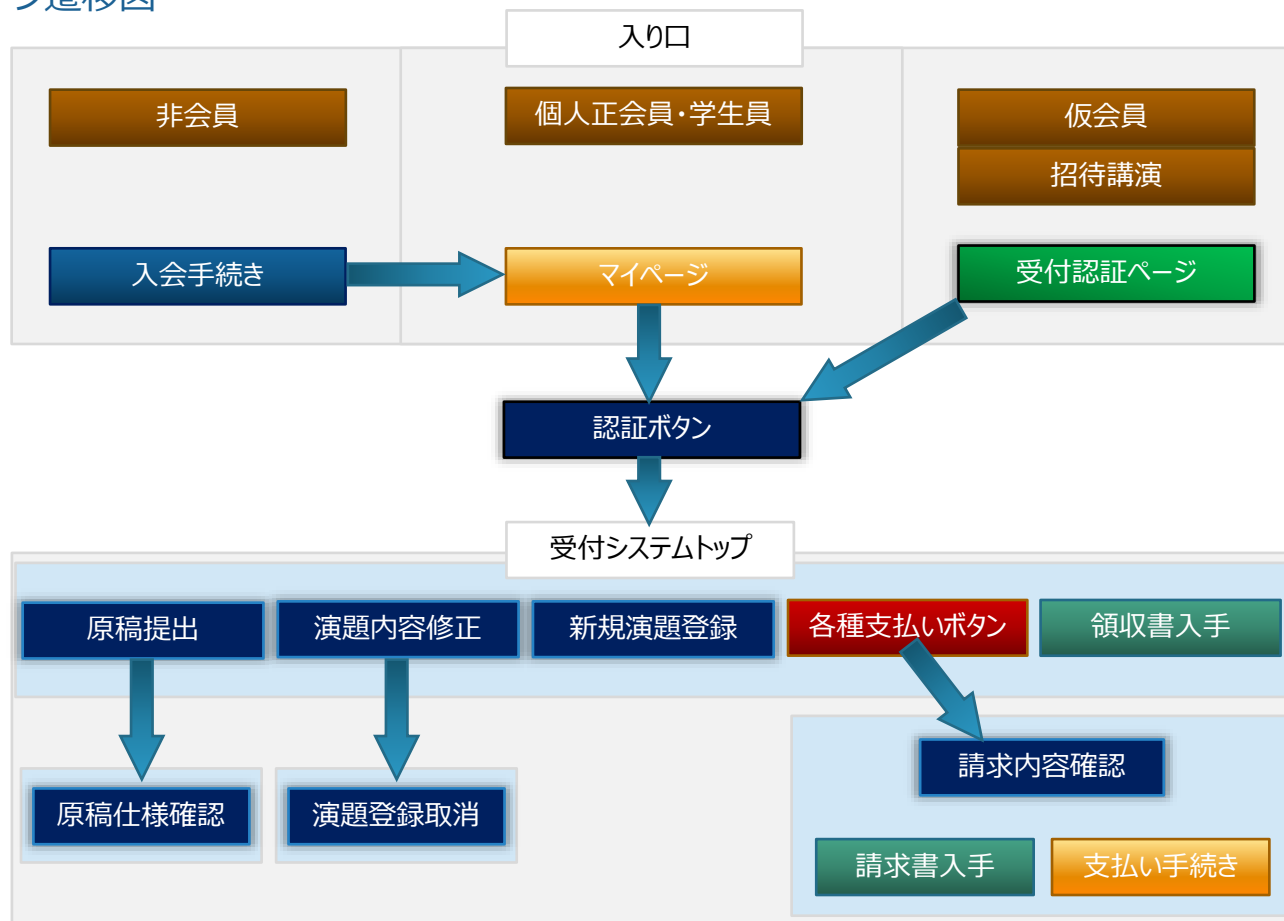 遷移図
入り口
非会員
個人正会員・学生員
仮会員
招待講演
入会手続き
マイページ
受付認証ページ
認証ボタン
受付システムトップ
原稿提出
演題内容修正
新規演題登録
各種支払いボタン
領収書入手
請求内容確認
原稿仕様確認
演題登録取消
請求書入手
支払い手続き